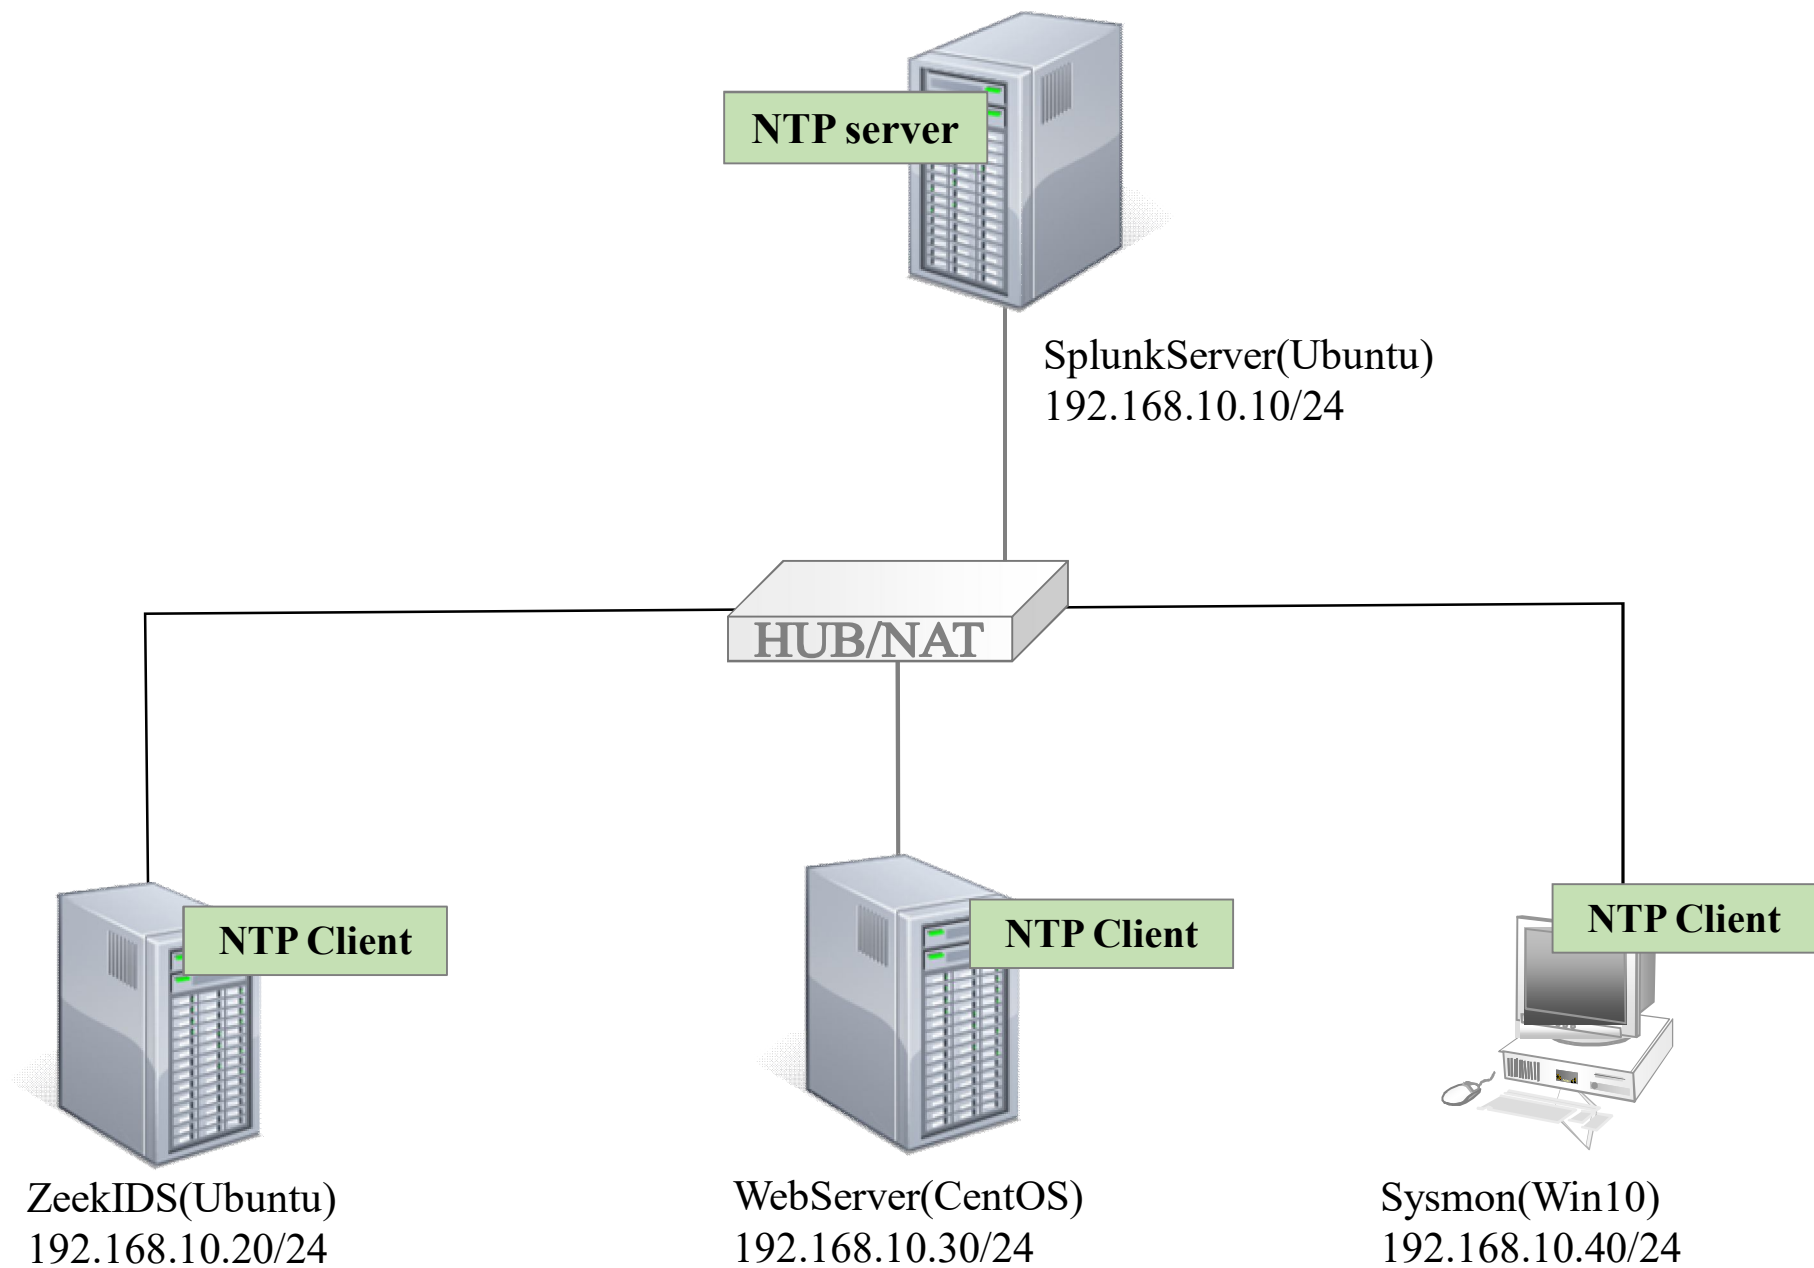 NTP server
SplunkServer(Ubuntu)
192.168.10.10/24
HUB/NAT
NTP Client
NTP Client
NTP Client
ZeekIDS(Ubuntu)
192.168.10.20/24
WebServer(CentOS)
192.168.10.30/24
Sysmon(Win10)
192.168.10.40/24